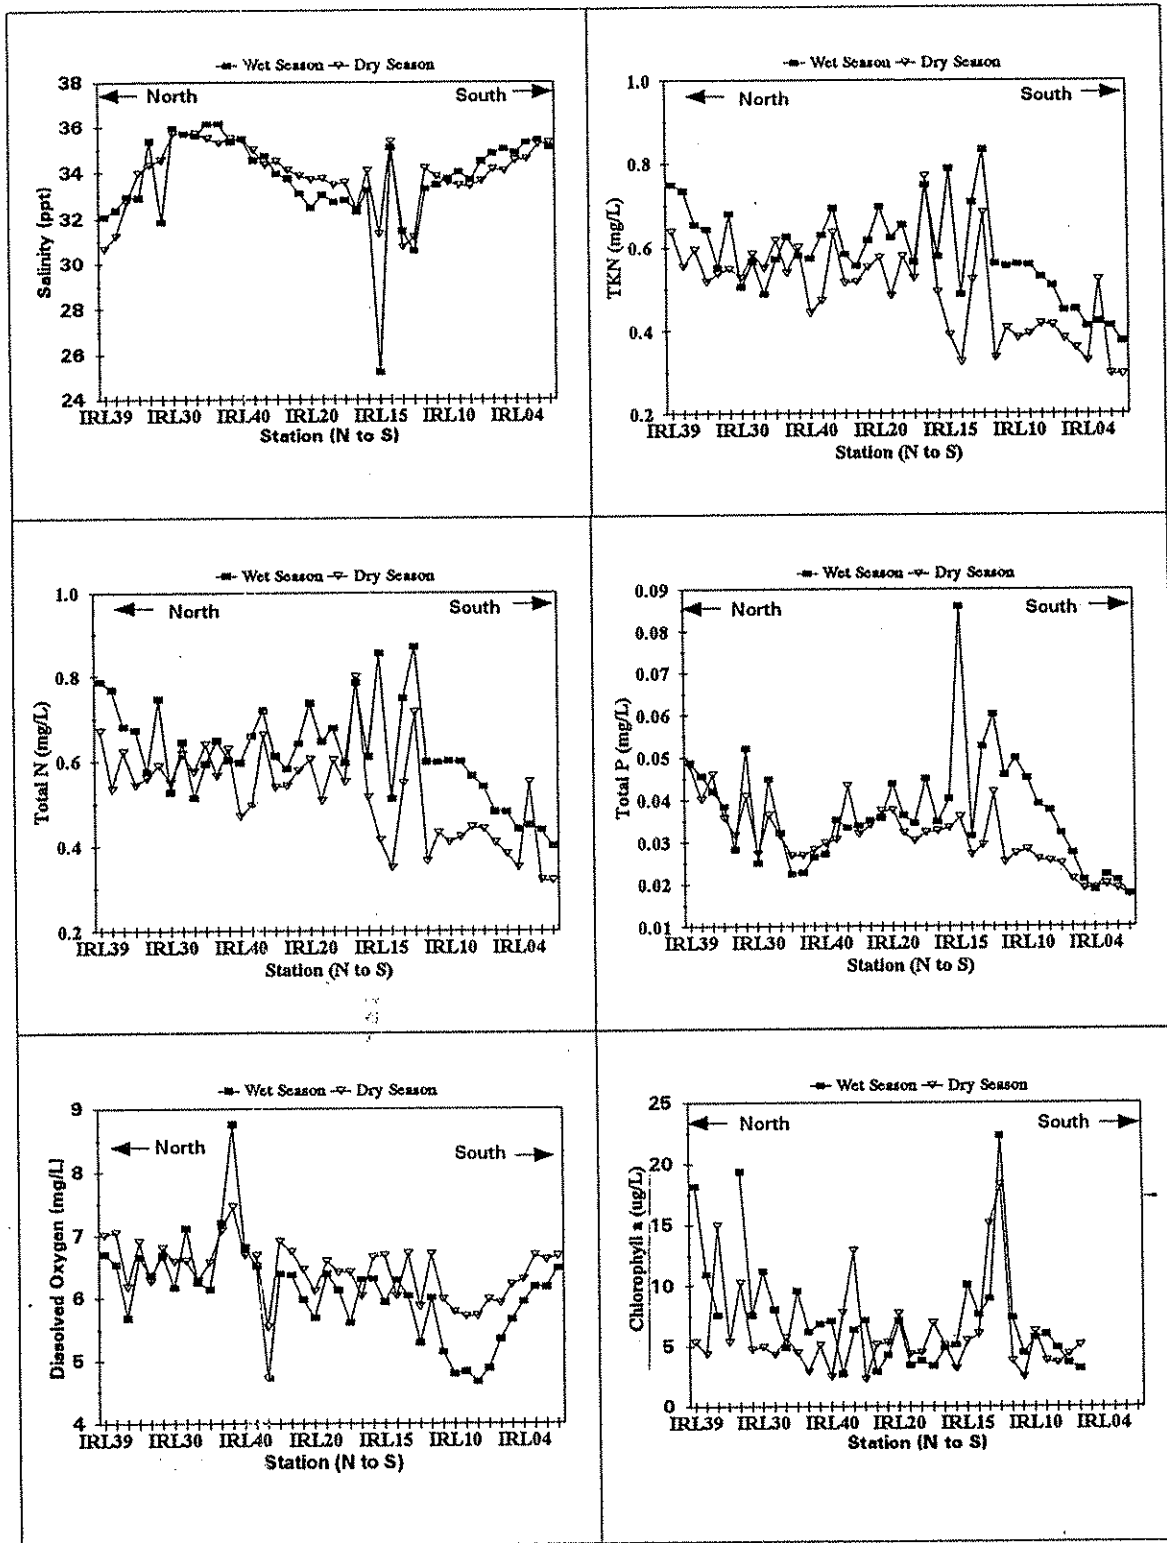 Wet Season Dry Season
North South
Salinity (ppt)
38
36
34
32
30
28
26
24
IRL39 IRL30 IRL40 IRL20 IRL15 IRL10 IRL04
Station (N to S)
Wet Season Dry Season
North South
TKN (mg/L)
1.0
0.8
0.6
0.4
0.2
IRL39 IRL30 IRL40 IRL20 IRL15 IRL10 IRL04
Station (N to S)
Wet Season Dry Season
North South
Total N (mg/L)
1.0
0.8
0.6
0.4
0.2
IRL39 IRL30 IRL40 IRL20 IRL15 IRL10 IRL04
Station (N to S)
Wet Season Dry Season
North South
Total P (mg/L)
0.09
0.08
0.07
0.06
0.05
0.04
0.03
0.02
0.01
IRL39 IRL30 IRL40 IRL20 IRL15 IRL10 IRL04
Station (N to S)
Wet Season Dry Season
North South
Dissolved Oxygen (mg/L)
9
8
7
6
5
4
IRL39 IRL30 IRL40 IRL20 IRL15 IRL10 IRL04
Station (N to S)
Wet Season Dry Season
North South
Chlorophyll a (ug/L)
25
20
15
10
5
0
IRL39 IRL30 IRL40 IRL20 IRL15 IRL10 IRL04
Station (N to S)